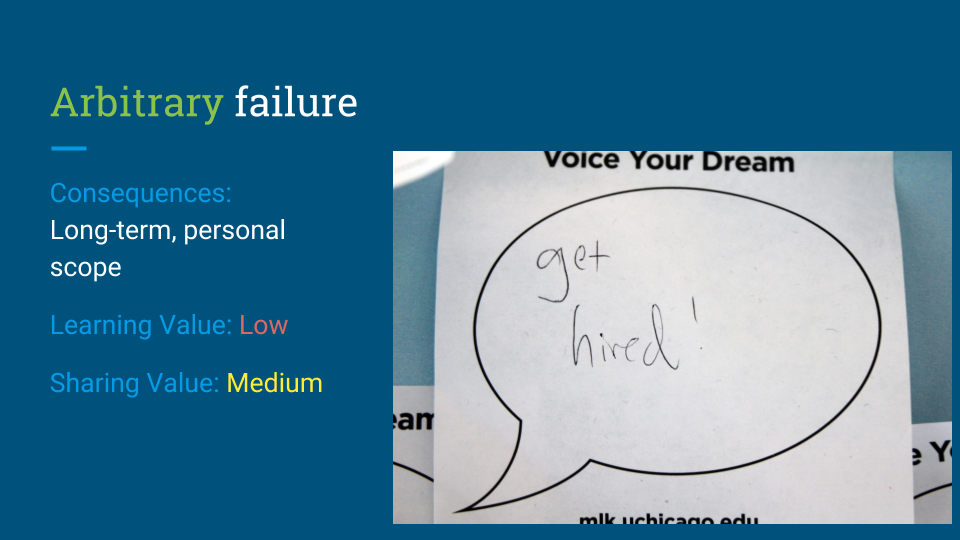 Arbitrary failure
Consequences:
Long-term, personal
scope
Learning Value: Low
Sharing Value: Medium
Voice Your Dream
get
hired!
eam
e Yo
mlk.uchicago.edu